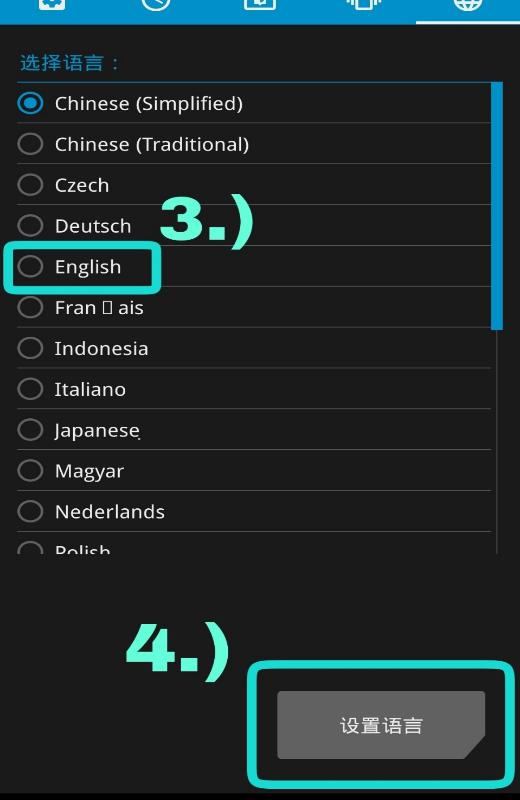 选择语言：
Chinese (Simplified)
Chinese (Traditional)
Czech
Deutsch
3.)
English
Fran▯ais
Indonesia
Italiano
Japanese
Magyar
Nederlands
Polish
4.)
设置语言